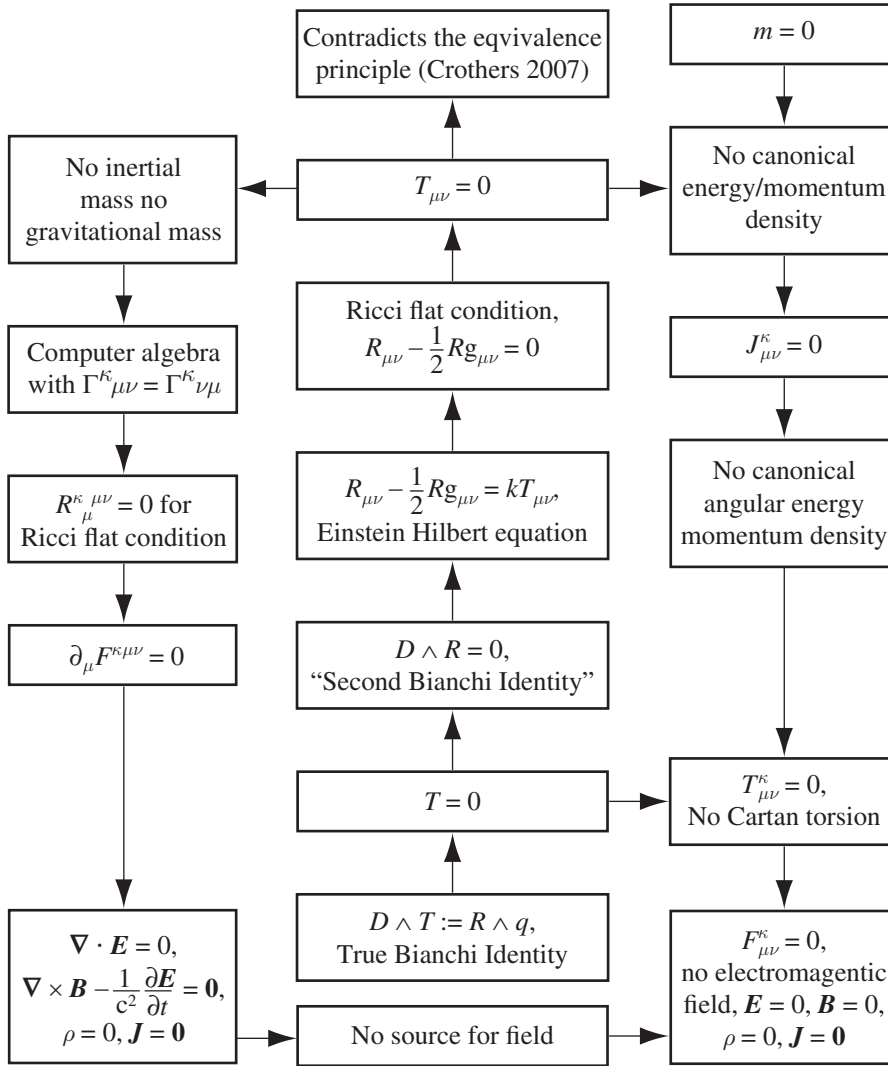 Contradicts the eqvivalence
principle (Crothers 2007)
m = 0
No inertial
mass no
gravitational mass
T_{μν} = 0
No canonical
energy/momentum
density
Computer algebra
with Γ^κ_{μν} = Γ^κ_{νμ}
Ricci flat condition,
R_{μν} − 1/2 Rg_{μν} = 0
J^κ_{μν} = 0
R^κ_μ^{μν} = 0 for
Ricci flat condition
R_{μν} − 1/2 Rg_{μν} = kT_{μν},
Einstein Hilbert equation
No canonical
angular energy
momentum density
∂_μ F^{κμν} = 0
D ∧ R = 0,
“Second Bianchi Identity”
T = 0
T^κ_{μν} = 0,
No Cartan torsion
∇ · E = 0,
∇ × B − 1/c² ∂E/∂t = 0,
ρ = 0, J = 0
D ∧ T := R ∧ q,
True Bianchi Identity
No source for field
F^κ_{μν} = 0,
no electromagentic
field, E = 0, B = 0,
ρ = 0, J = 0